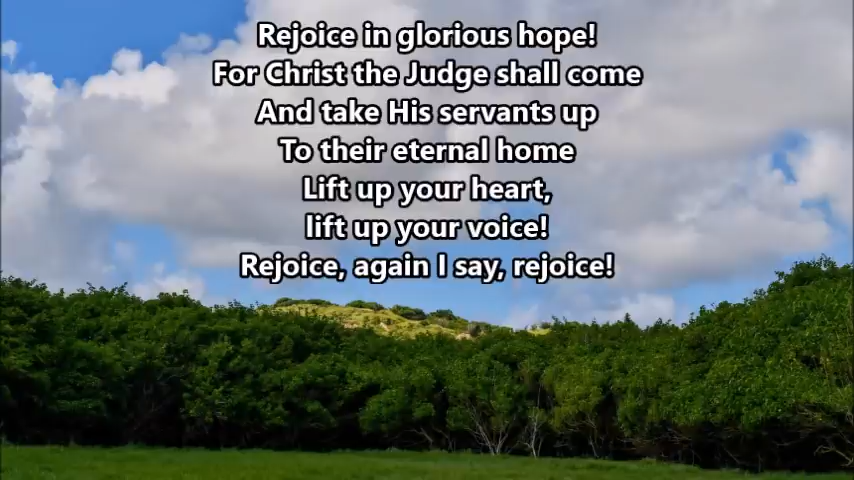 Rejoice in glorious hope!
For Christ the Judge shall come
And take His servants up
To their eternal home
Lift up your heart,
lift up your voice!
Rejoice, again I say, rejoice!